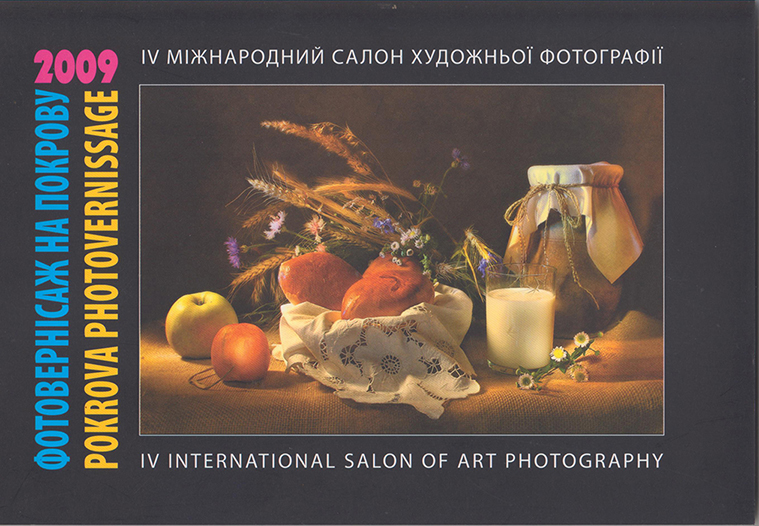 2009
ФОТОВЕРНІСАЖ НА ПОКРОВУ
POKROVA PHOTOVERNISSAGE
IV МІЖНАРОДНИЙ САЛОН ХУДОЖНЬОЇ ФОТОГРАФІЇ
IV INTERNATIONAL SALON OF ART PHOTOGRAPHY